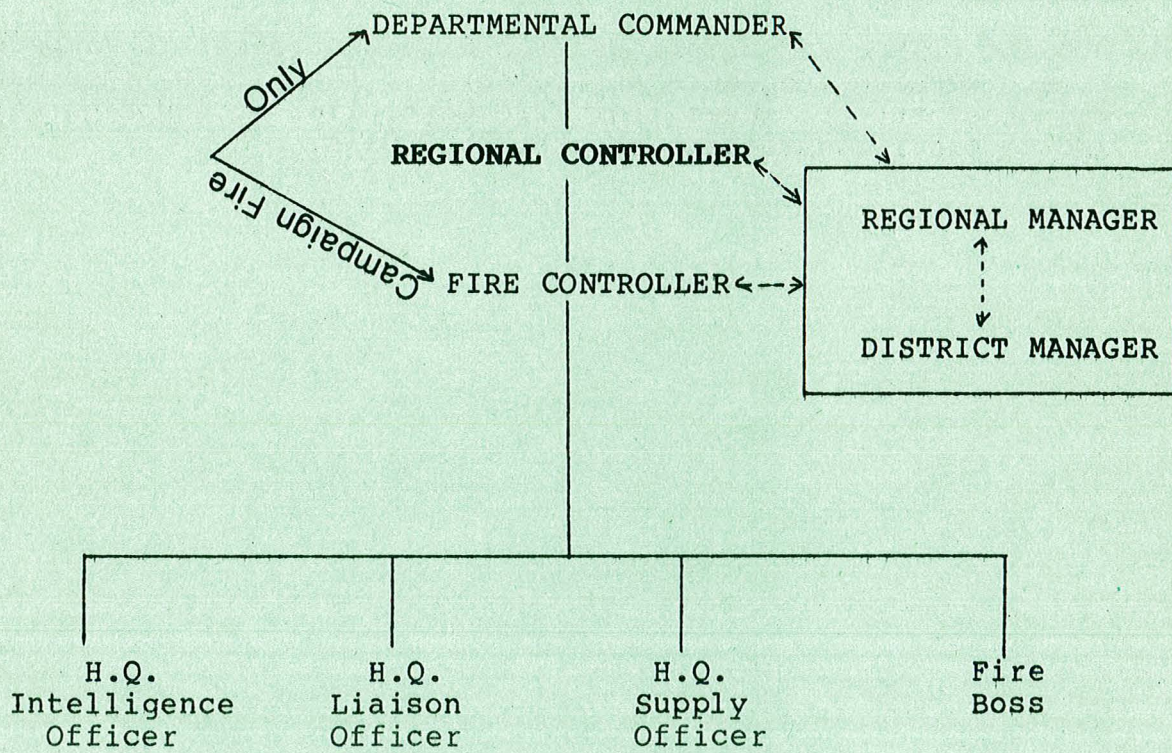 DEPARTMENTAL COMMANDER
Only
REGIONAL CONTROLLER
Campaign Fire
REGIONAL MANAGER
FIRE CONTROLLER
DISTRICT MANAGER
H.Q.
Intelligence
Officer
H.Q.
Liaison
Officer
H.Q.
Supply
Officer
Fire
Boss